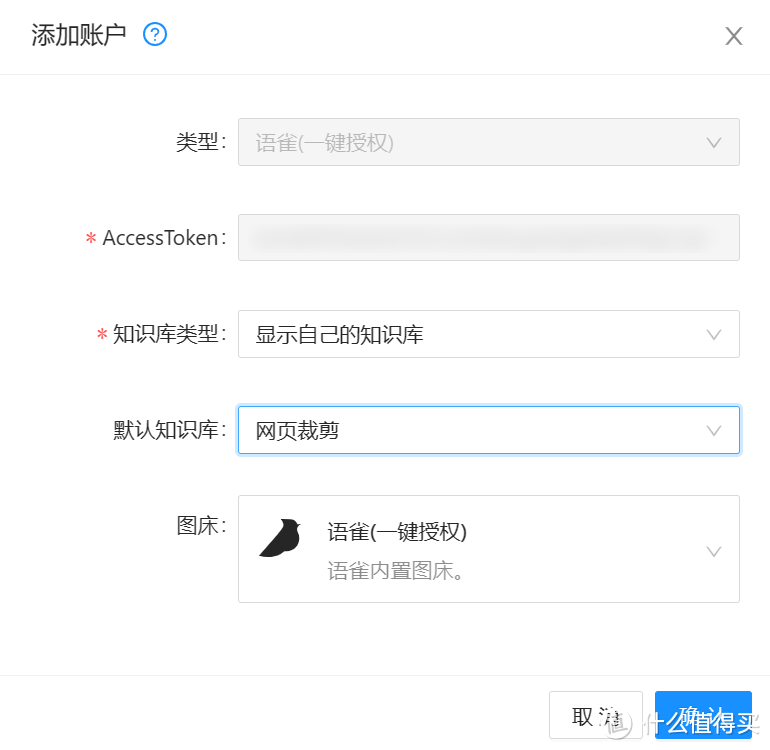 添加账户 ?
类型:
语雀(一键授权)
* AccessToken:
* 知识库类型:
显示自己的知识库
默认知识库:
网页裁剪
图床:
语雀(一键授权)
语雀内置图床。
取 消
确 认
值 什么值得买